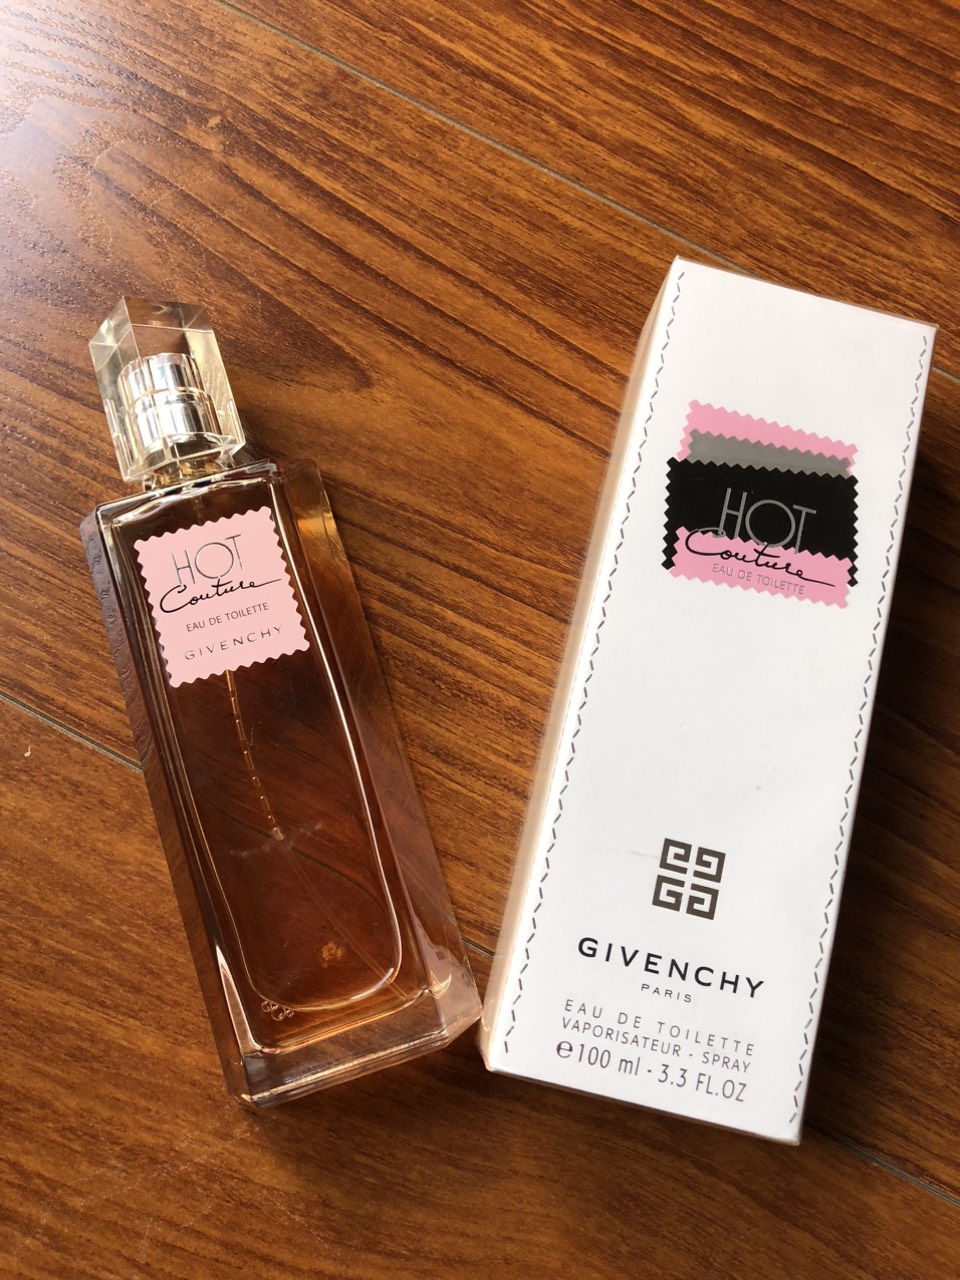 HOT
Couture
EAU DE TOILETTE
GIVENCHY
HOT
Couture
EAU DE TOILETTE
GIVENCHY
PARIS
EAU DE TOILETTE
VAPORISATEUR - SPRAY
℮100 ml - 3.3 FL.OZ